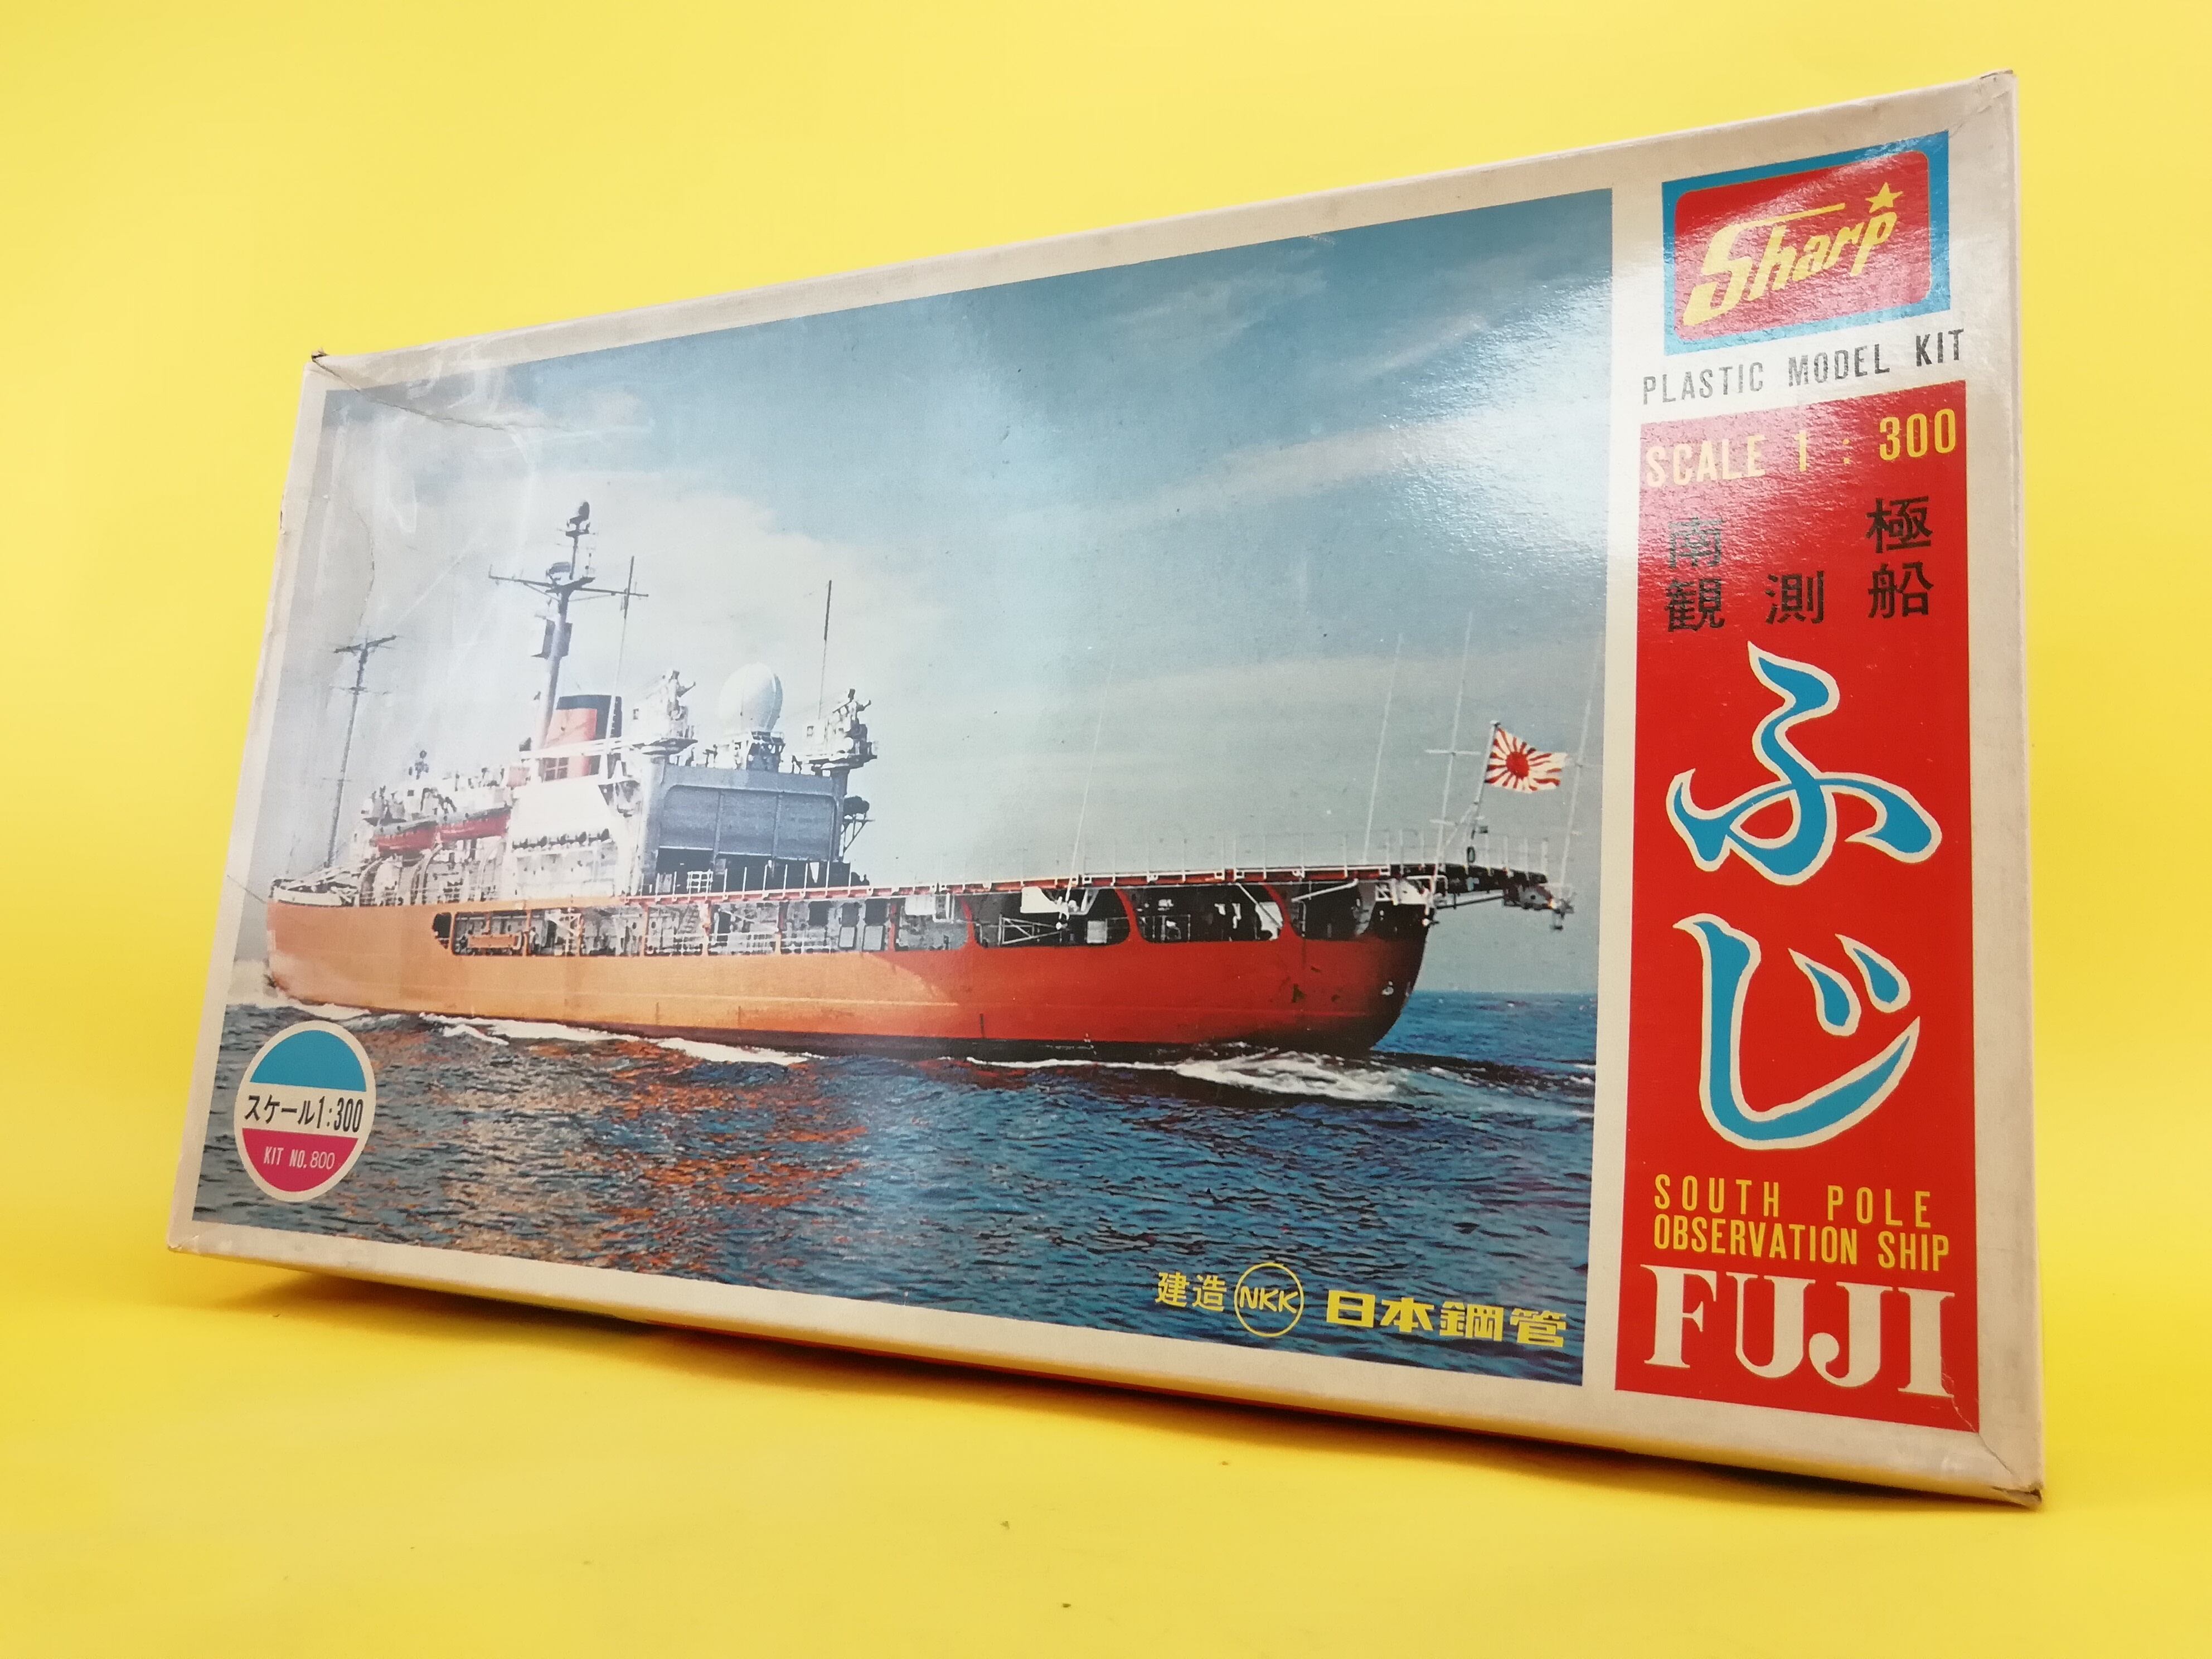 Sharp
PLASTIC MODEL KIT
SCALE 1 : 300
南極
観測船
ふじ
SOUTH POLE
OBSERVATION SHIP
FUJI
スケール1:300
KIT NO. 800
建造 NKK 日本鋼管